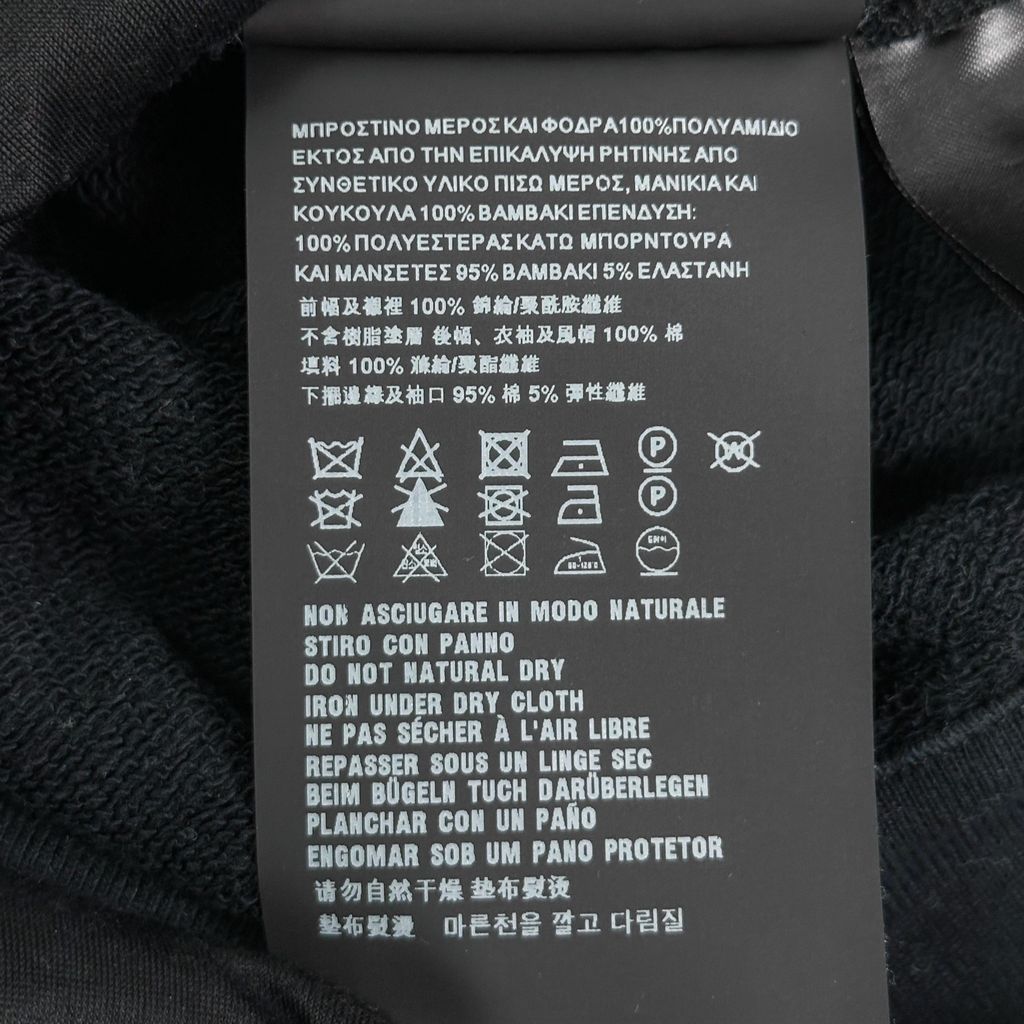 ΜΠΡΟΣΤΙΝΟ ΜΕΡΟΣ ΚΑΙ ΦΟΔΡΑ100%ΠΟΛΥΑΜΙΔΙΟ
ΕΚΤΟΣ ΑΠΟ ΤΗΝ ΕΠΙΚΑΛΥΨΗ ΡΗΤΙΝΗΣ ΑΠΟ
ΣΥΝΘΕΤΙΚΟ ΥΛΙΚΟ ΠΙΣΩ ΜΕΡΟΣ, ΜΑΝΙΚΙΑ ΚΑΙ
ΚΟΥΚΟΥΛΑ 100% ΒΑΜΒΑΚΙ ΕΠΕΝΔΥΣΗ:
100% ΠΟΛΥΕΣΤΕΡΑΣ ΚΑΤΩ ΜΠΟΡΝΤΟΥΡΑ
ΚΑΙ ΜΑΝΣΕΤΕΣ 95% ΒΑΜΒΑΚΙ 5% ΕΛΑΣΤΑΝΗ
前幅及襯裡 100% 錦綸/聚酰胺纖維
不含樹脂塗層 後幅、衣袖及風帽 100% 棉
填料 100% 滌綸/聚酯纖維
下擺邊緣及袖口 95% 棉 5% 彈性纖維
P W
P
드라이
80-120°C
NON ASCIUGARE IN MODO NATURALE
STIRO CON PANNO
DO NOT NATURAL DRY
IRON UNDER DRY CLOTH
NE PAS SÉCHER À L'AIR LIBRE
REPASSER SOUS UN LINGE SEC
BEIM BÜGELN TUCH DARÜBERLEGEN
PLANCHAR CON UN PAÑO
ENGOMAR SOB UM PANO PROTETOR
请勿自然干燥 垫布熨烫
墊布熨燙 마른천을 깔고 다림질